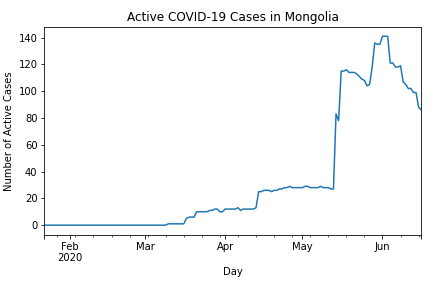 Active COVID-19 Cases in Mongolia
Number of Active Cases
140
120
100
80
60
40
20
0
Feb Mar Apr May Jun
2020
Day